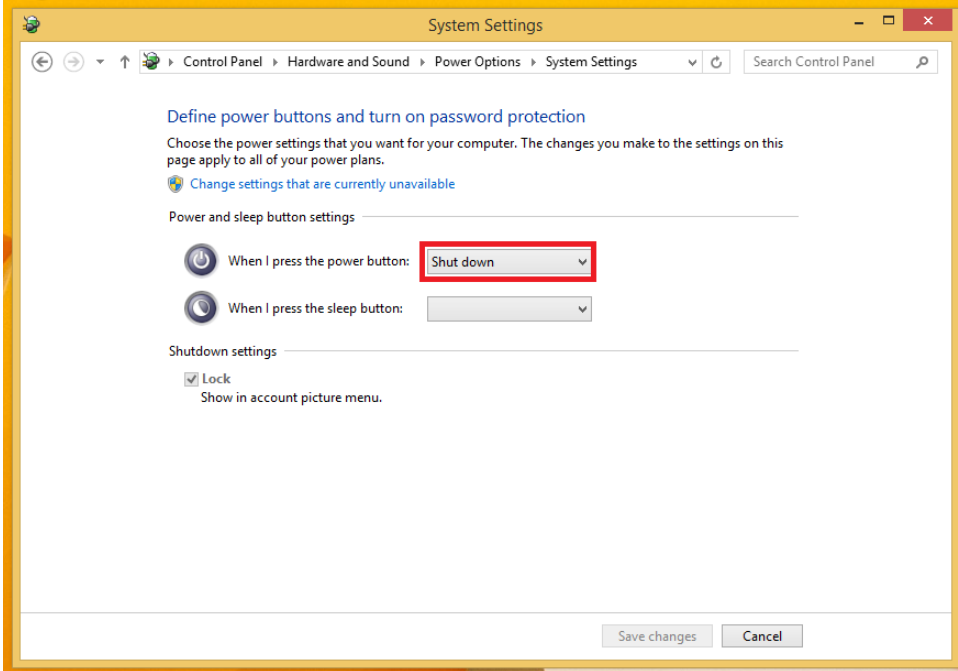 System Settings
Control Panel Hardware and Sound Power Options System Settings Search Control Panel
Define power buttons and turn on password protection
Choose the power settings that you want for your computer. The changes you make to the settings on this
page apply to all of your power plans.
Change settings that are currently unavailable
Power and sleep button settings
When I press the power button: Shut down
When I press the sleep button:
Shutdown settings
Lock
Show in account picture menu.
Save changes Cancel